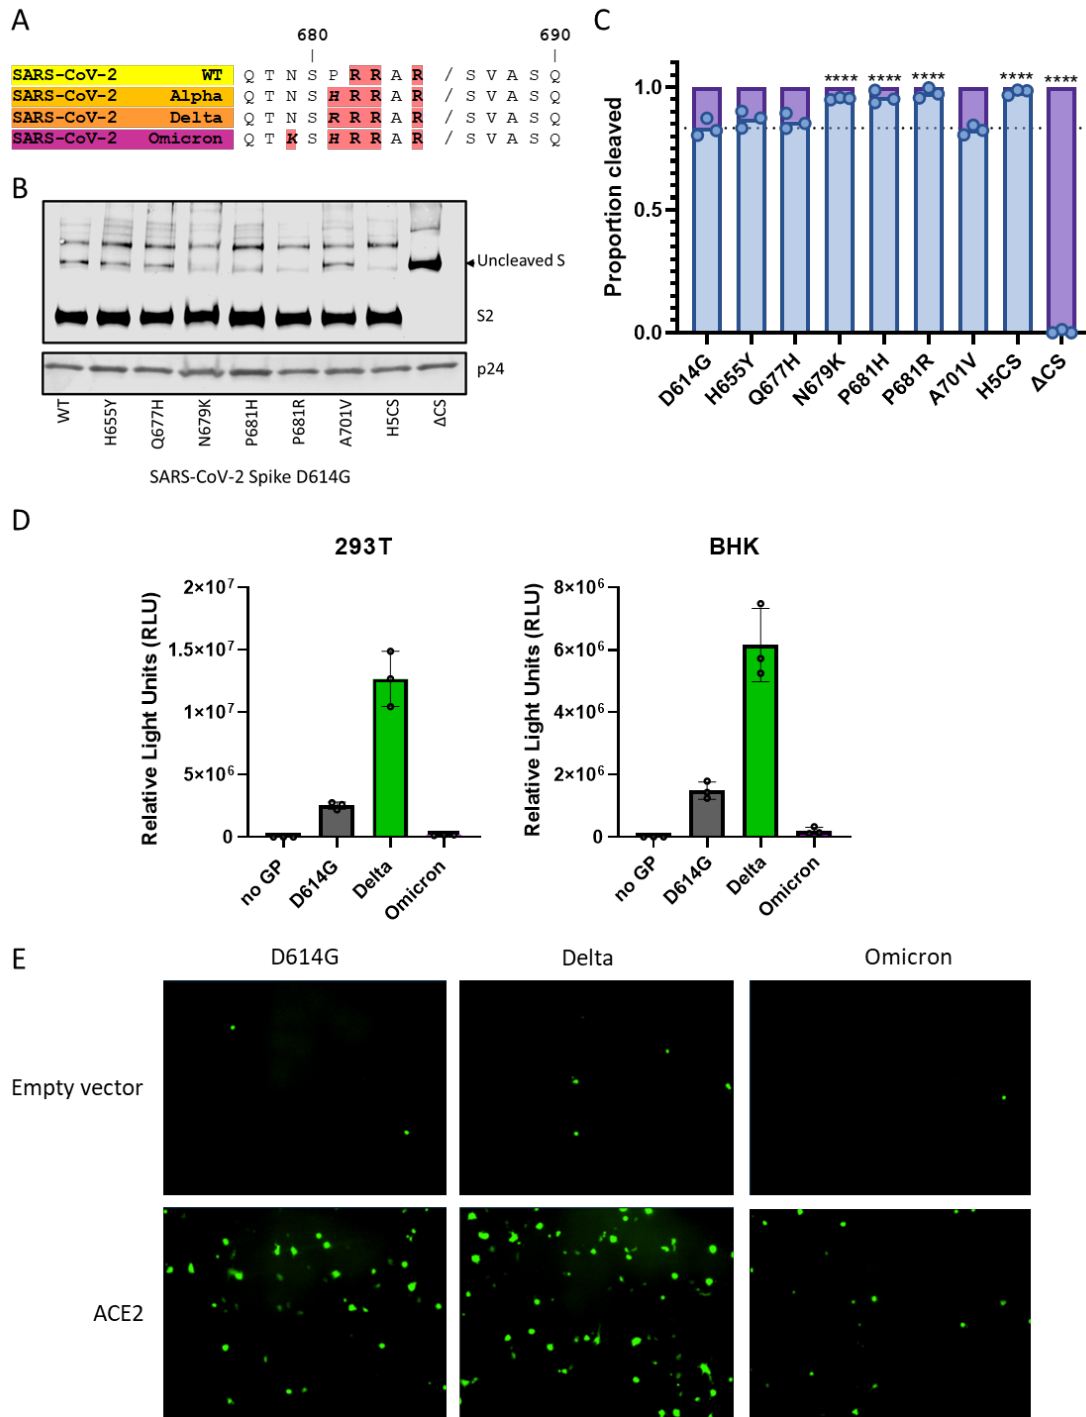 A
680 690
SARS-CoV-2 WT Q T N S P R R A R / S V A S Q
SARS-CoV-2 Alpha Q T N S H R R A R / S V A S Q
SARS-CoV-2 Delta Q T N S R R R A R / S V A S Q
SARS-CoV-2 Omicron Q T K S H R R A R / S V A S Q
B
Uncleaved S
S2
p24
WT
H655Y
Q677H
N679K
P681H
P681R
A701V
H5CS
ΔCS
SARS-CoV-2 Spike D614G
C
Proportion cleaved
1.0
0.5
0.0
**** **** **** **** ****
D614G
H655Y
Q677H
N679K
P681H
P681R
A701V
H5CS
ΔCS
D
293T
Relative Light Units (RLU)
2×10⁷
1.5×10⁷
1×10⁷
5×10⁶
0
no GP
D614G
Delta
Omicron
BHK
Relative Light Units (RLU)
8×10⁶
6×10⁶
4×10⁶
2×10⁶
0
no GP
D614G
Delta
Omicron
E
D614G Delta Omicron
Empty vector
ACE2